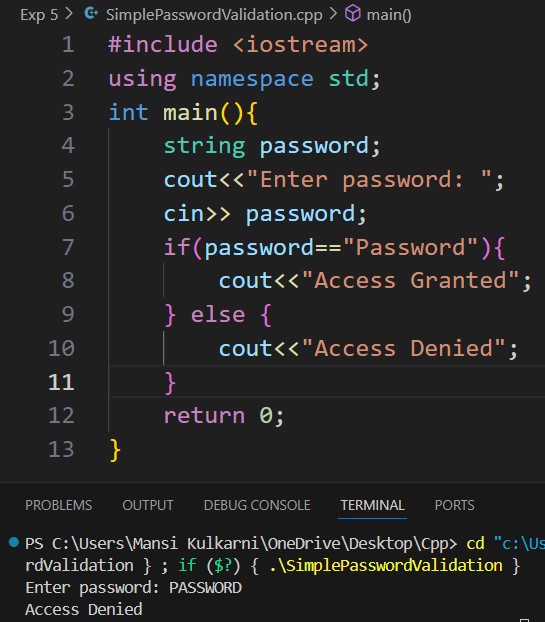 Exp 5 > SimplePasswordValidation.cpp > main()
1 #include <iostream>
2 using namespace std;
3 int main(){
4 string password;
5 cout<<"Enter password: ";
6 cin>> password;
7 if(password=="Password"){
8 cout<<"Access Granted";
9 } else {
10 cout<<"Access Denied";
11 }
12 return 0;
13 }
PROBLEMS OUTPUT DEBUG CONSOLE TERMINAL PORTS
PS C:\Users\Mansi Kulkarni\OneDrive\Desktop\Cpp> cd "c:\Us
rdValidation } ; if ($?) { .\SimplePasswordValidation }
Enter password: PASSWORD
Access Denied